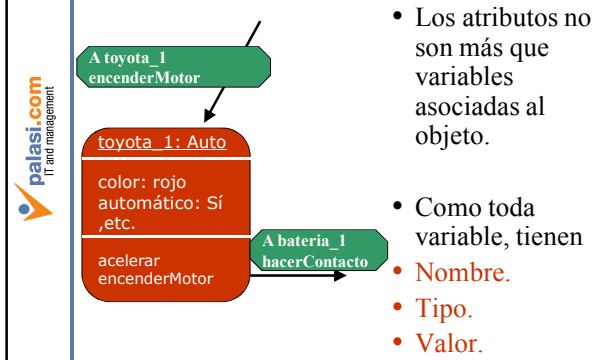 palasi.com
IT and management
A toyota_1
encenderMotor
toyota_1: Auto
color: rojo
automático: Sí
,etc.
acelerar
encenderMotor
A bateria_1
hacerContacto
• Los atributos no
son más que
variables
asociadas al
objeto.
• Como toda
variable, tienen
• Nombre.
• Tipo.
• Valor.